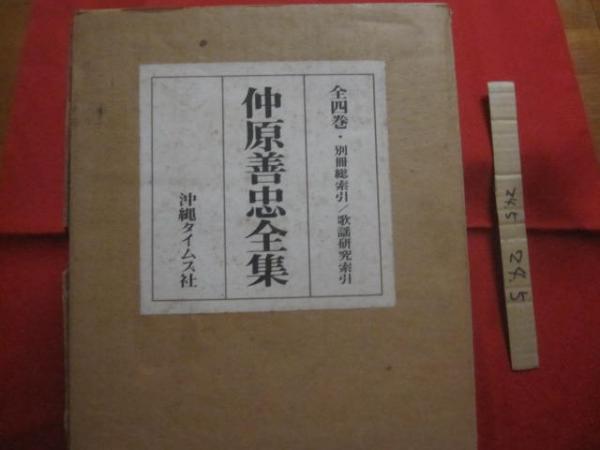 全四巻・別冊総索引/歌謡研究索引
仲原善忠全集
沖縄タイムス社